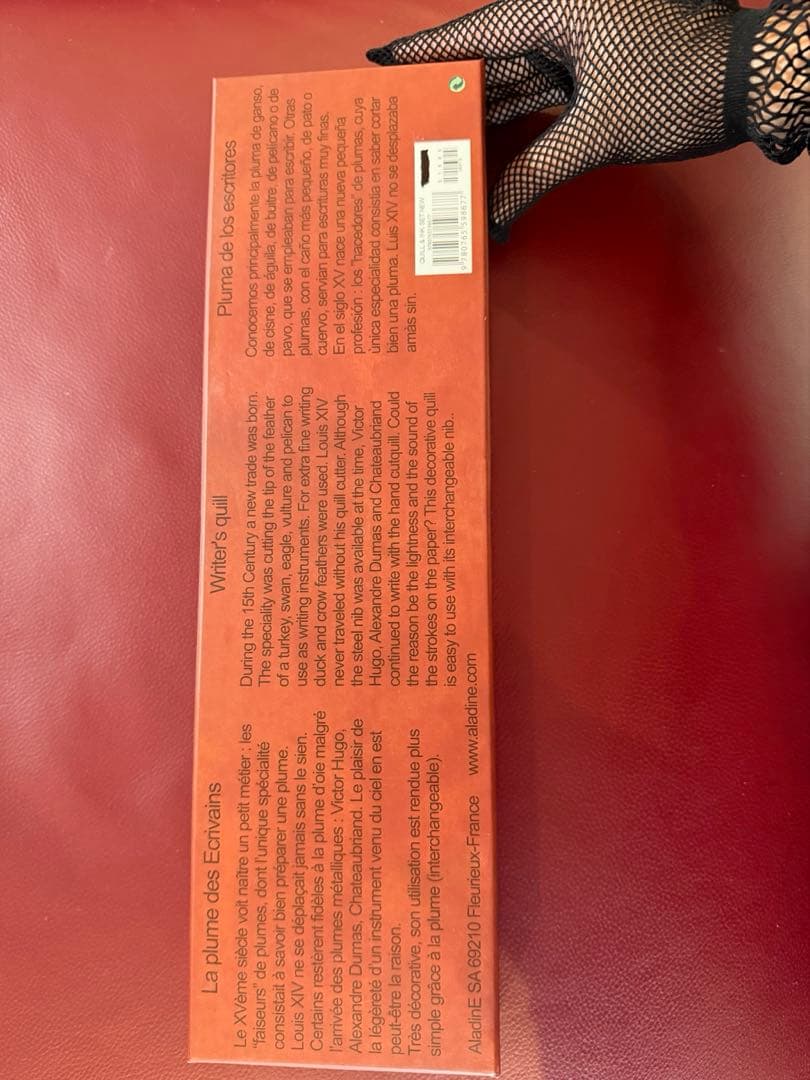 La plume des Ecrivains
Le XVème siècle voit naître un petit métier : les
"faiseurs" de plumes, dont l'unique spécialité
consistait à savoir bien préparer une plume.
Louis XIV ne se déplaçait jamais sans le sien.
Certains restèrent fidèles à la plume d'oie malgré
l'arrivée des plumes métalliques : Victor Hugo,
Alexandre Dumas, Chateaubriand. Le plaisir de
la légèreté d'un instrument venu du ciel en est
peut-être la raison.
Très décorative, son utilisation est rendue plus
simple grâce à la plume (interchangeable).
AladinE SA 69210 Fleurieux-France www.aladine.com
Writer's quill
During the 15th Century a new trade was born.
The speciality was cutting the tip of the feather
of a turkey, swan, eagle, vulture and pelican to
use as writing instruments. For extra fine writing
duck and crow feathers were used. Louis XIV
never traveled without his quill cutter. Although
the steel nib was available at the time, Victor
Hugo, Alexandre Dumas and Chateaubriand
continued to write with the hand cutquill. Could
the reason be the lightness and the sound of
the strokes on the paper? This decorative quill
is easy to use with its interchangeable nib..
Pluma de los escritores
Conocemos principalmente la pluma de ganso,
de cisne, de águila, de buitre, de pelícano o de
pavo, que se empleaban para escribir. Otras
plumas, con el caño más pequeño, de pato o
cuervo, servían para escrituras muy finas.
En el siglo XV nace una nueva pequeña
profesión : los "hacedores" de plumas, cuya
única especialidad consistía en saber cortar
bien una pluma. Luis XIV no se desplazaba
amàs sin.
QUILL & INK SET NEW
9 780765 598677